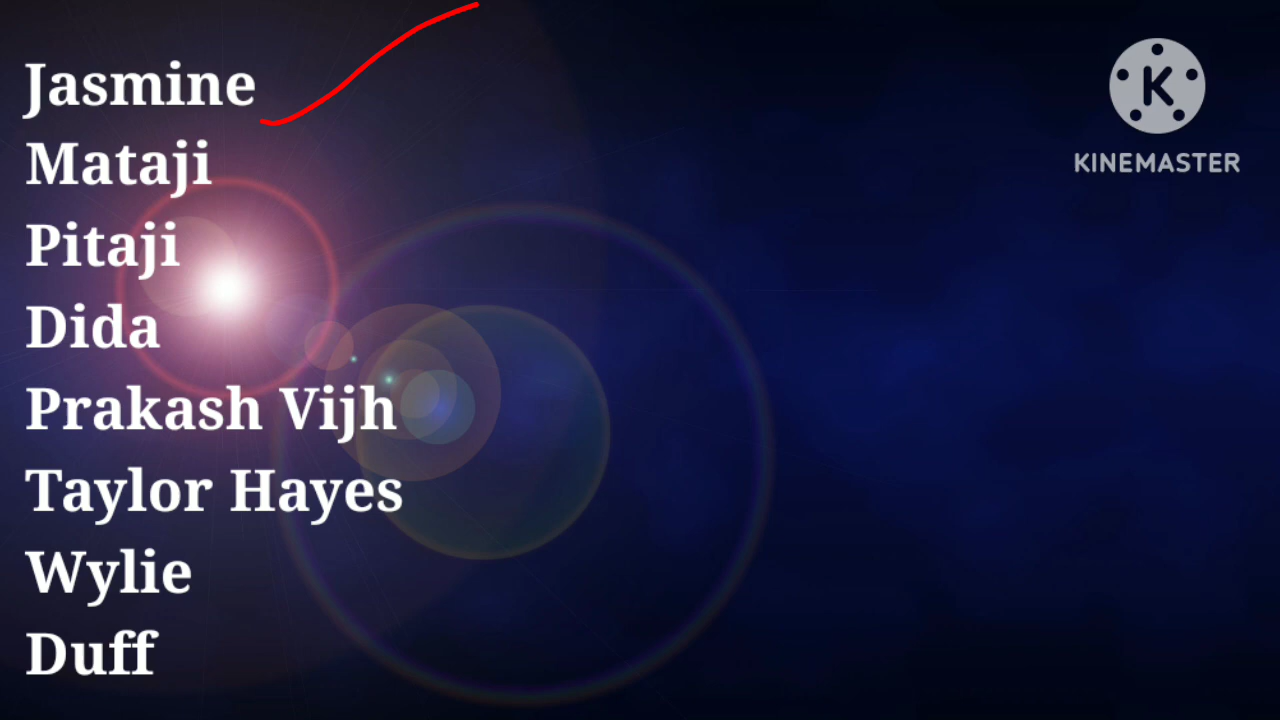 Jasmine
Mataji
Pitaji
Dida
Prakash Vijh
Taylor Hayes
Wylie
Duff
K
KINEMASTER